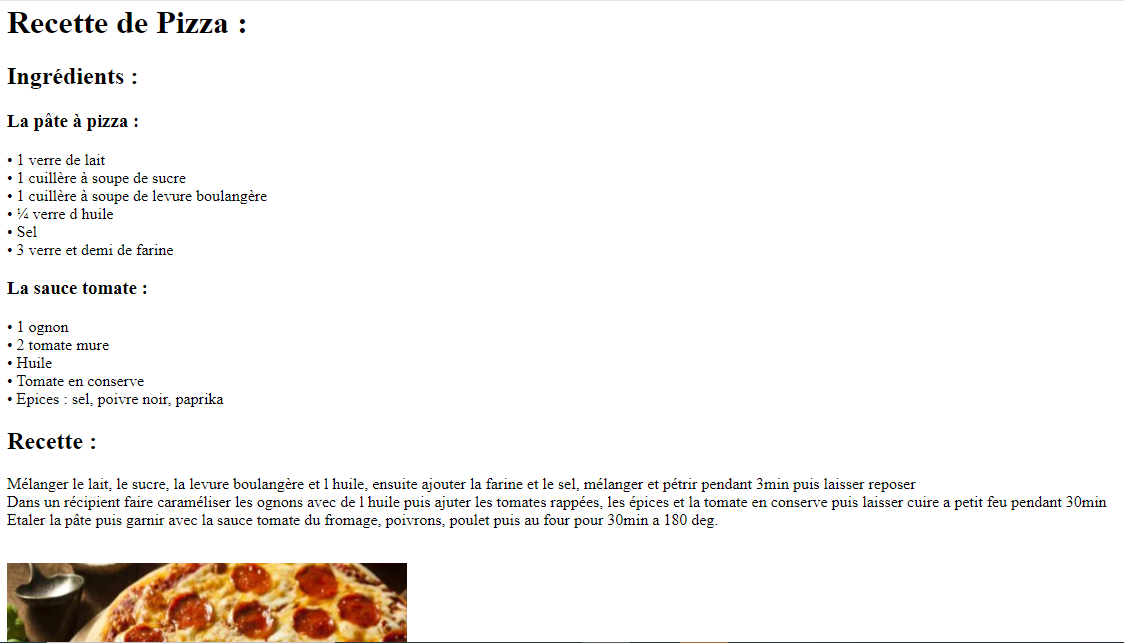 Recette de Pizza :
Ingrédients :
La pâte à pizza :
• 1 verre de lait
• 1 cuillère à soupe de sucre
• 1 cuillère à soupe de levure boulangère
• ¼ verre d huile
• Sel
• 3 verre et demi de farine
La sauce tomate :
• 1 ognon
• 2 tomate mure
• Huile
• Tomate en conserve
• Epices : sel, poivre noir, paprika
Recette :
Mélanger le lait, le sucre, la levure boulangère et l huile, ensuite ajouter la farine et le sel, mélanger et pétrir pendant 3min puis laisser reposer
Dans un récipient faire caraméliser les ognons avec de l huile puis ajuter les tomates rappées, les épices et la tomate en conserve puis laisser cuire a petit feu pendant 30min
Etaler la pâte puis garnir avec la sauce tomate du fromage, poivrons, poulet puis au four pour 30min a 180 deg.